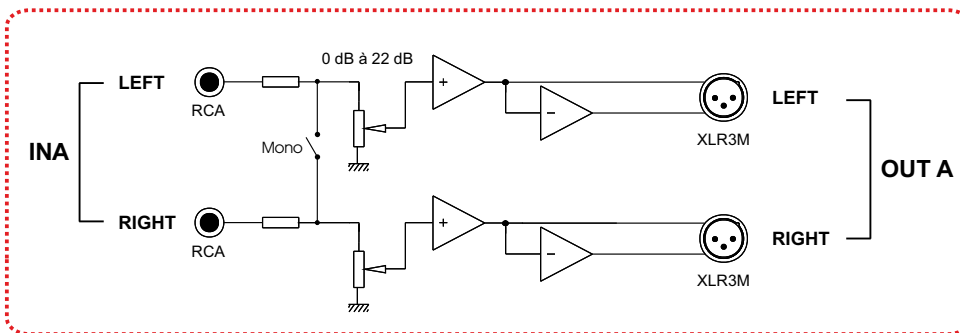 0 dB à 22 dB
LEFT
RCA
+
−
XLR3M
LEFT
INA
Mono
OUT A
RIGHT
RCA
+
−
XLR3M
RIGHT